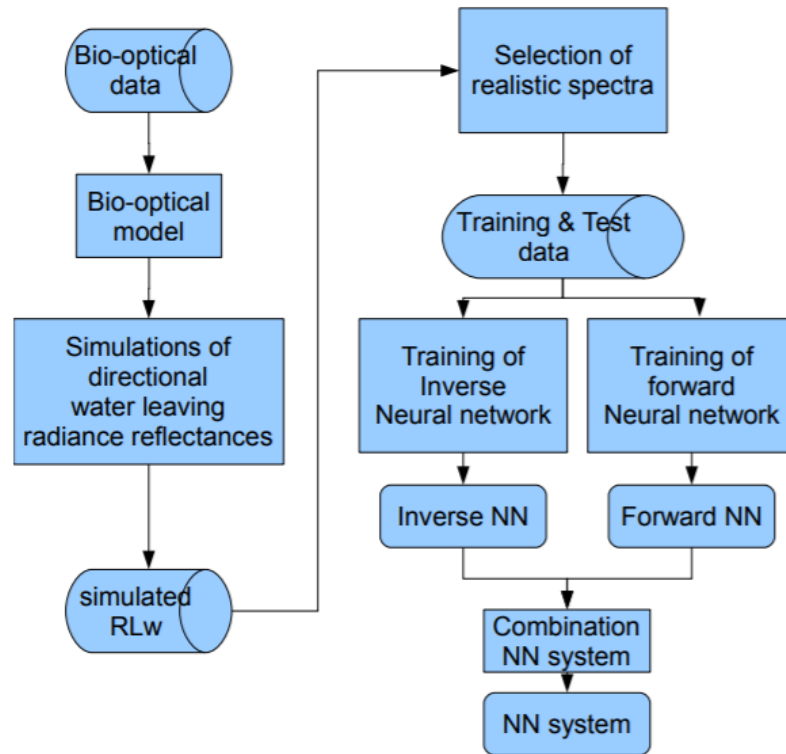 Bio-optical
data
Bio-optical
model
Simulations of
directional
water leaving
radiance reflectances
simulated
RLw
Selection of
realistic spectra
Training & Test
data
Training of
Inverse
Neural network
Training of
forward
Neural network
Inverse NN
Forward NN
Combination
NN system
NN system